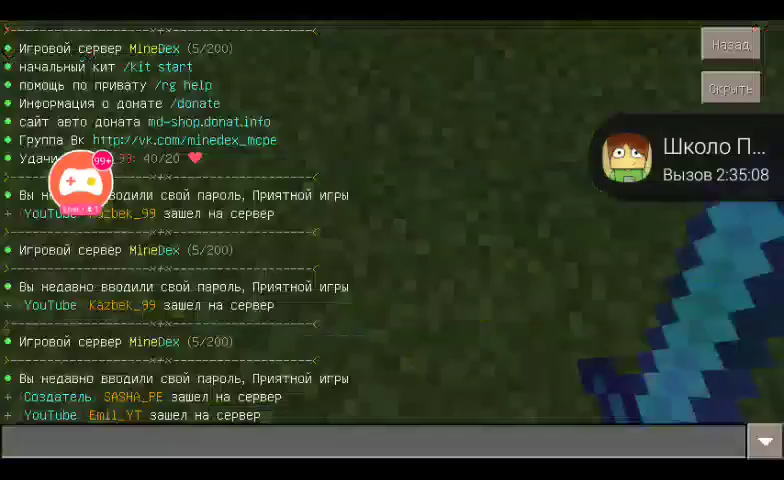 >-----------------------×+×-----------------------<
• Игровой сервер MineDex (5/200)
• начальный кит /kit start
• помощь по привату /rg help
• Информация о донате /donate
• сайт авто доната md-shop.donat.info
• Группа Вк http://vk.com/minedex_mcpe
• Удачи 99: 40/20 ❤
>-----------------------×+×-----------------------<
• Вы вводили свой пароль, Приятной игры
+ YouTube Kazbek_99 зашел на сервер
>-----------------------×+×-----------------------<
• Игровой сервер MineDex (5/200)
>-----------------------×+×-----------------------<
• Вы недавно вводили свой пароль, Приятной игры
+ YouTube Kazbek_99 зашел на сервер
>-----------------------×+×-----------------------<
• Игровой сервер MineDex (5/200)
>-----------------------×+×-----------------------<
• Вы недавно вводили свой пароль, Приятной игры
+ Создатель SASHA_PE зашел на сервер
+ YouTube Emil_YT зашел на сервер
99+
Назад
Скрыть
Школо П...
Вызов 2:35:08